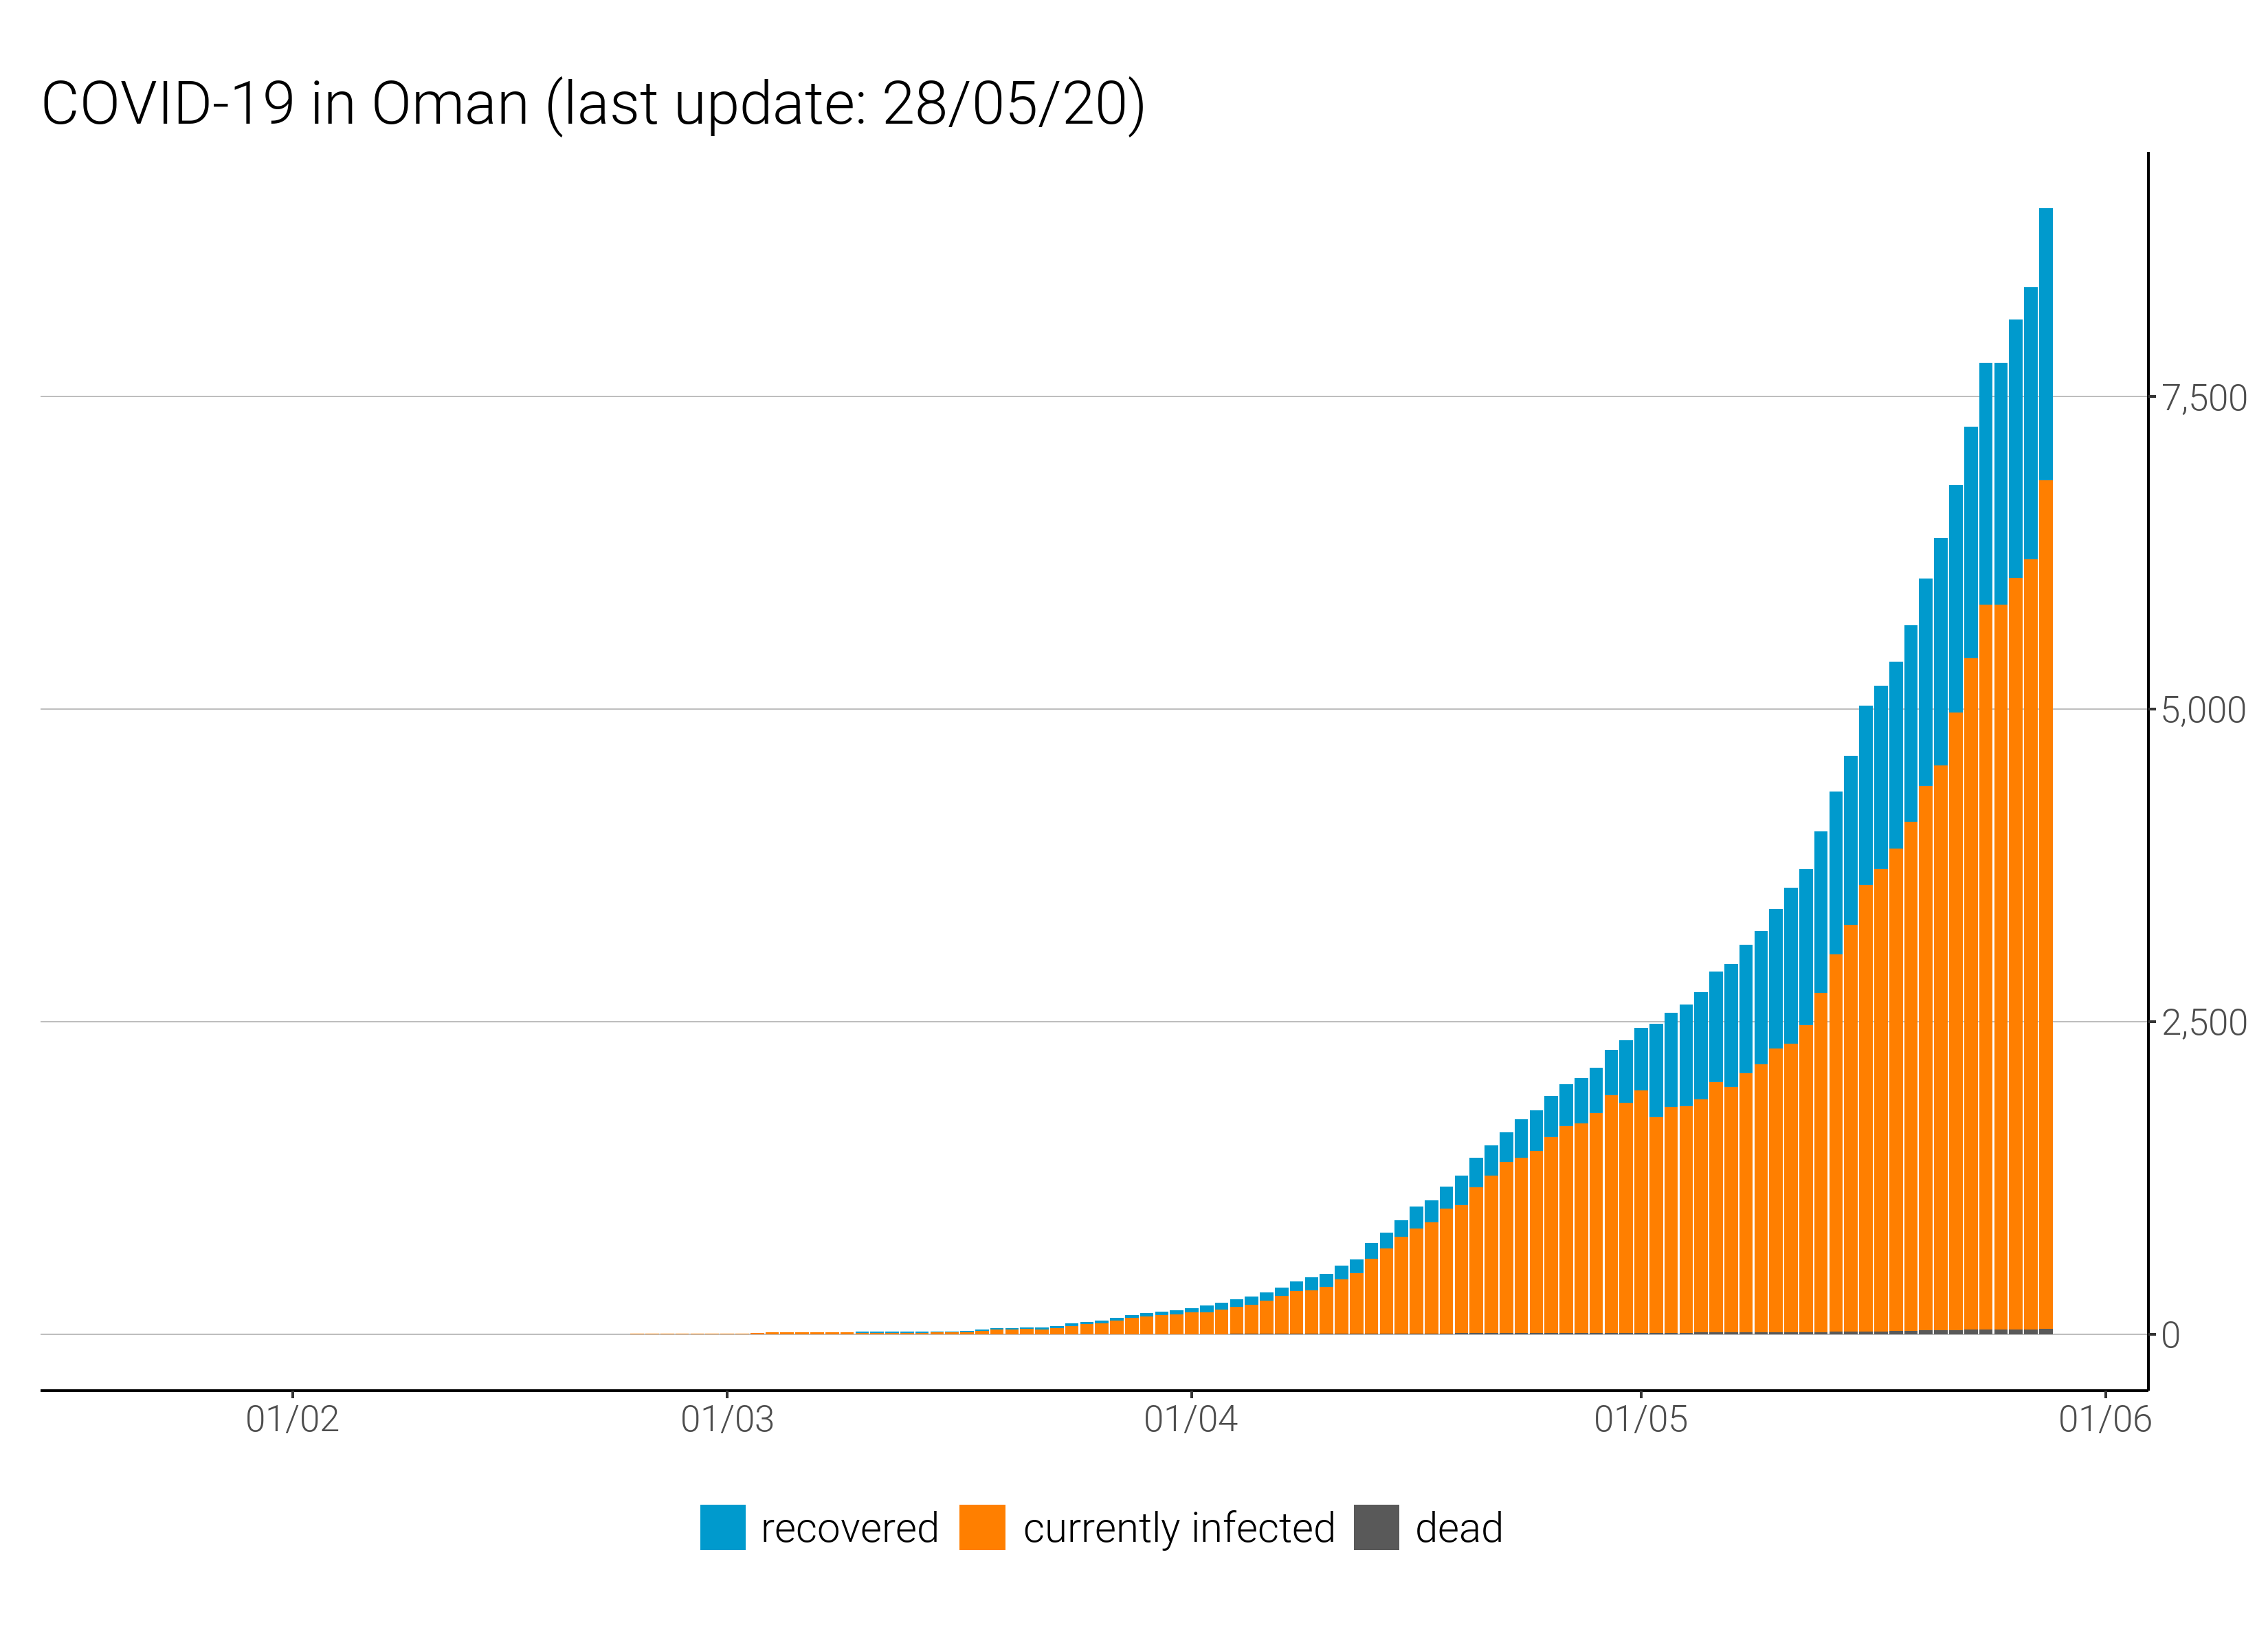 COVID-19 in Oman (last update: 28/05/20)
7,500
5,000
2,500
0
01/02 01/03 01/04 01/05 01/06
recovered currently infected dead